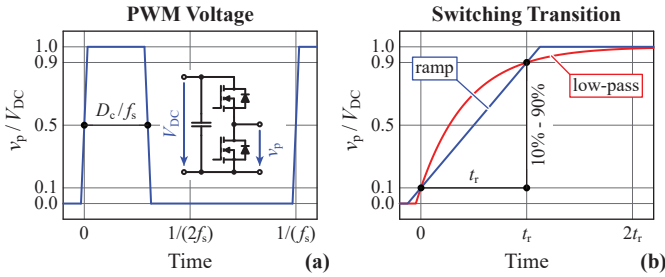 PWM Voltage
v_p / V_DC
1.0
0.9
0.5
0.1
0.0
D_c/f_s
V_DC
v_p
0
1/(2f_s)
1/(f_s)
Time
(a)
Switching Transition
v_p / V_DC
1.0
0.9
0.5
0.1
0.0
ramp
low-pass
10% - 90%
t_r
0
t_r
2t_r
Time
(b)